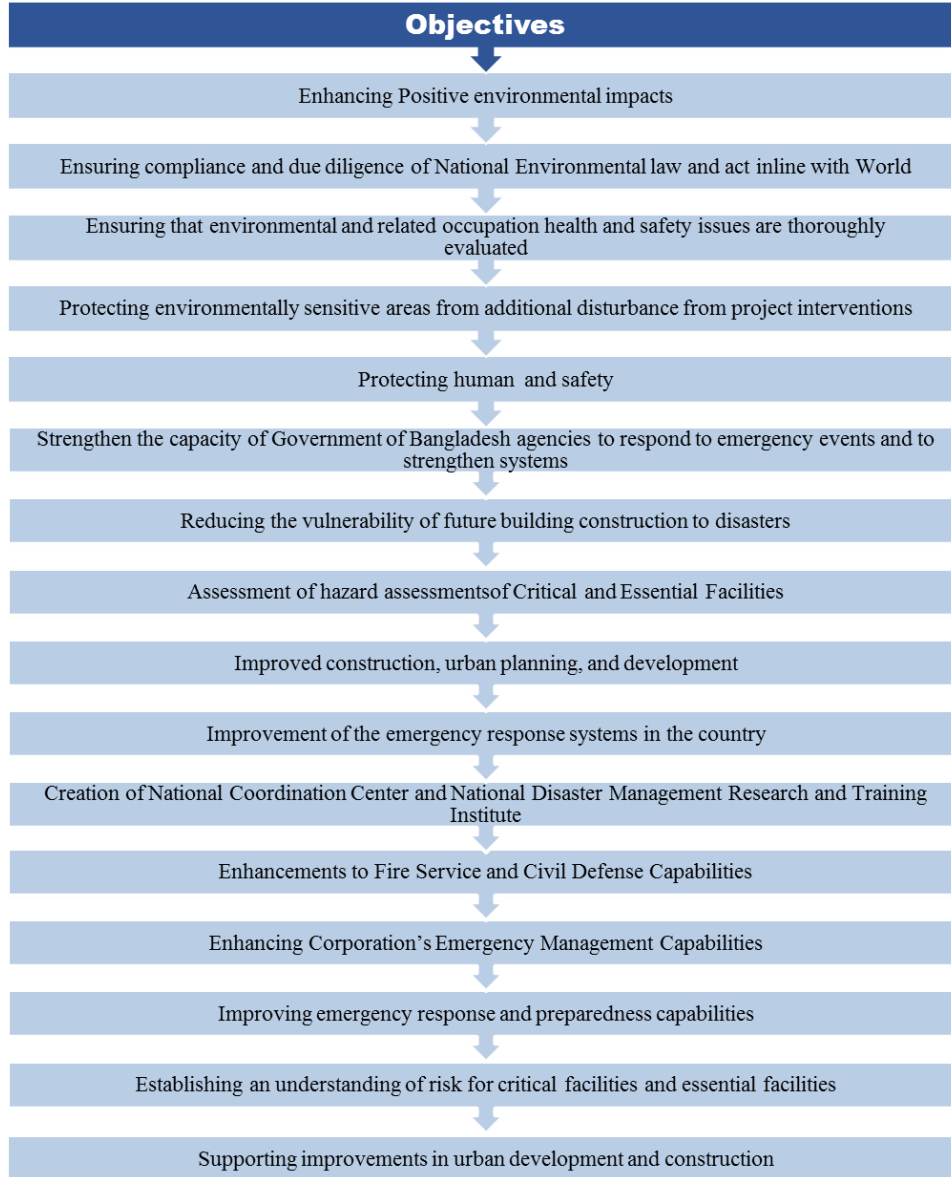 Objectives
Enhancing Positive environmental impacts
Ensuring compliance and due diligence of National Environmental law and act inline with World
Ensuring that environmental and related occupation health and safety issues are thoroughly
evaluated
Protecting environmentally sensitive areas from additional disturbance from project interventions
Protecting human and safety
Strengthen the capacity of Government of Bangladesh agencies to respond to emergency events and to
strengthen systems
Reducing the vulnerability of future building construction to disasters
Assessment of hazard assessmentsof Critical and Essential Facilities
Improved construction, urban planning, and development
Improvement of the emergency response systems in the country
Creation of National Coordination Center and National Disaster Management Research and Training
Institute
Enhancements to Fire Service and Civil Defense Capabilities
Enhancing Corporation’s Emergency Management Capabilities
Improving emergency response and preparedness capabilities
Establishing an understanding of risk for critical facilities and essential facilities
Supporting improvements in urban development and construction